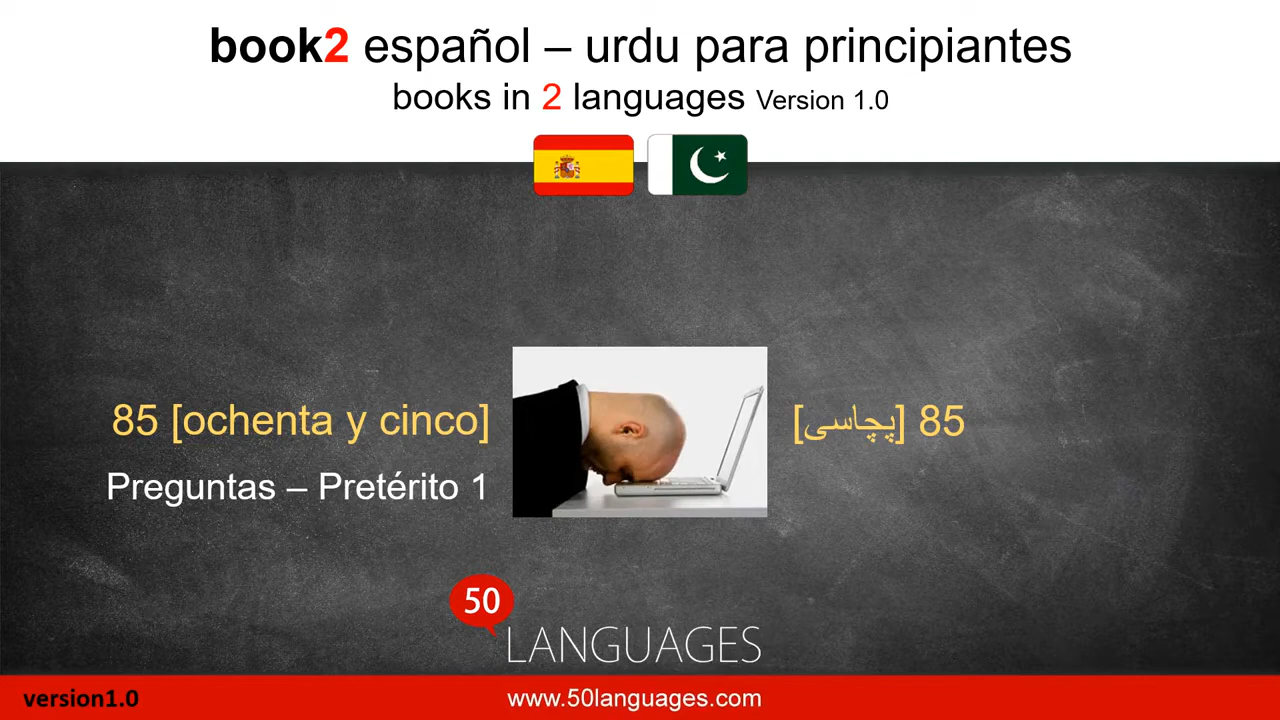 book2 español – urdu para principiantes
books in 2 languages Version 1.0
85 [ochenta y cinco]
85 [پچاسی]
Preguntas – Pretérito 1
50
LANGUAGES
version1.0
www.50languages.com